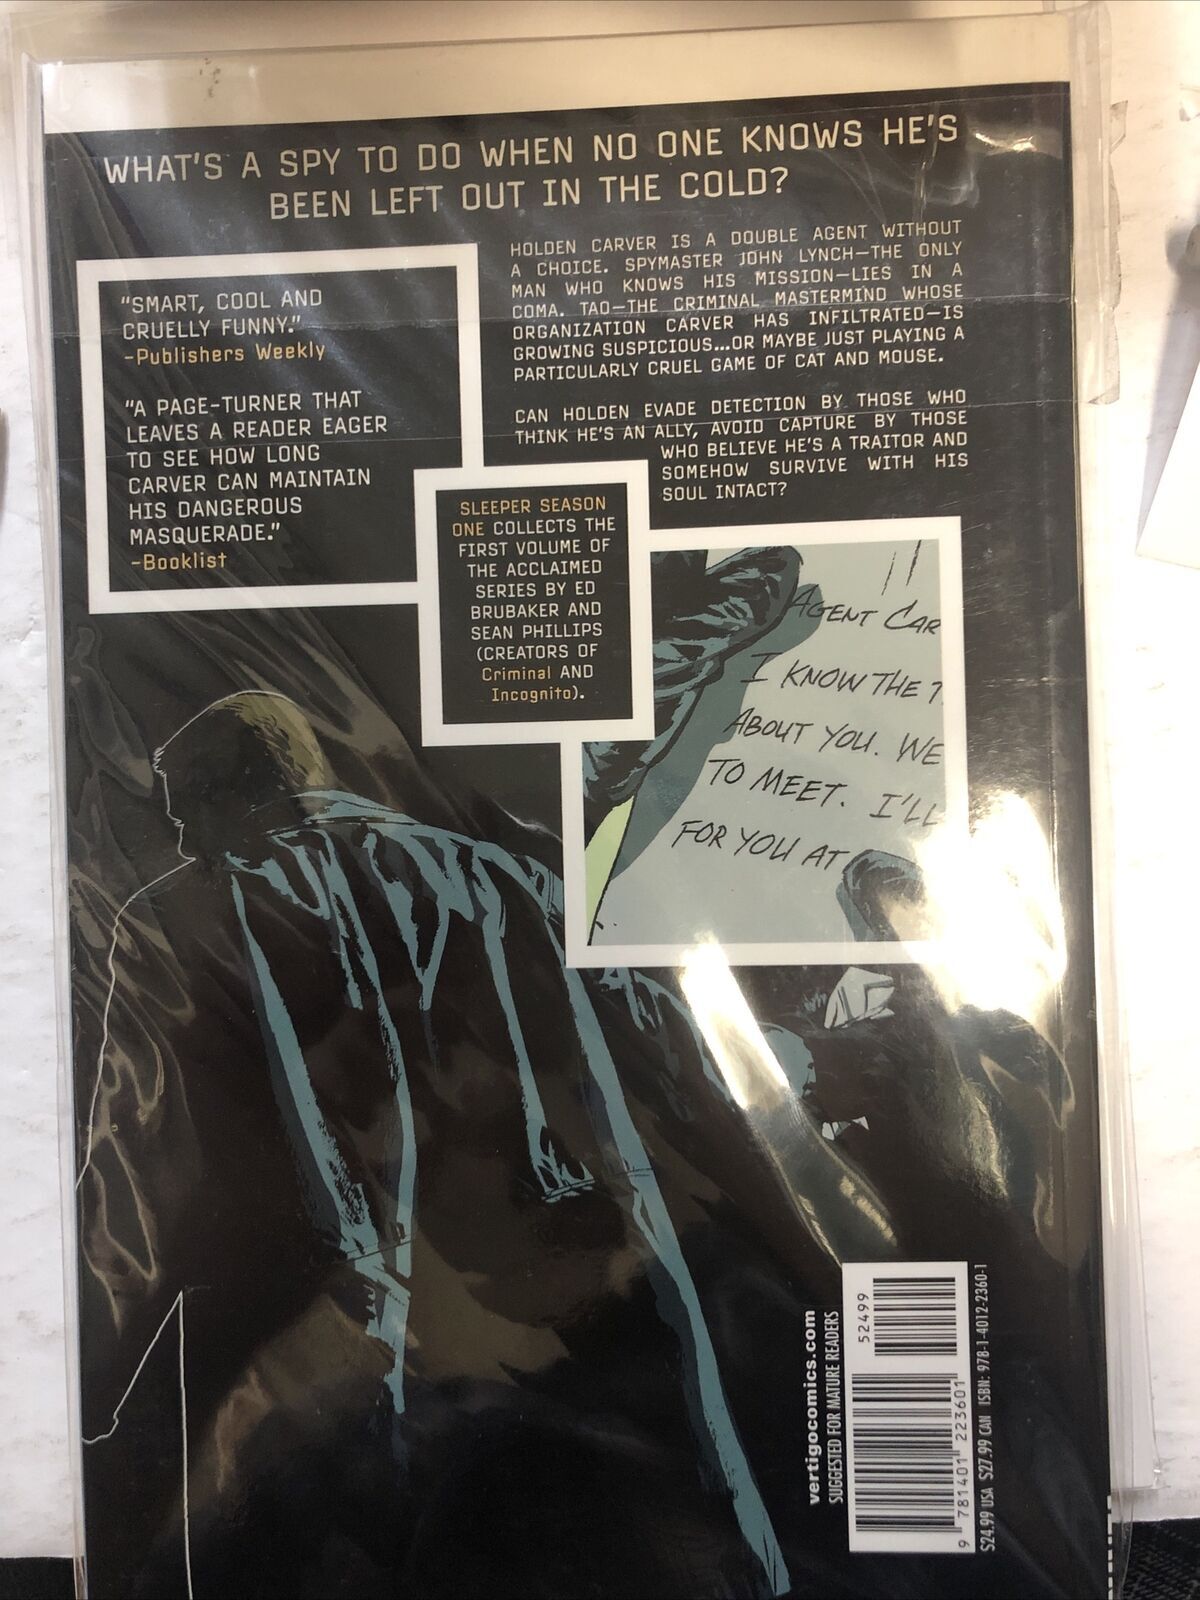 WHAT'S A SPY TO DO WHEN NO ONE KNOWS HE'S
BEEN LEFT OUT IN THE COLD?
"SMART, COOL AND
CRUELLY FUNNY."
-Publishers Weekly
"A PAGE-TURNER THAT
LEAVES A READER EAGER
TO SEE HOW LONG
CARVER CAN MAINTAIN
HIS DANGEROUS
MASQUERADE."
-Booklist
HOLDEN CARVER IS A DOUBLE AGENT WITHOUT
A CHOICE. SPYMASTER JOHN LYNCH—THE ONLY
MAN WHO KNOWS HIS MISSION—LIES IN A
COMA. TAO—THE CRIMINAL MASTERMIND WHOSE
ORGANIZATION CARVER HAS INFILTRATED—IS
GROWING SUSPICIOUS...OR MAYBE JUST PLAYING A
PARTICULARLY CRUEL GAME OF CAT AND MOUSE.
CAN HOLDEN EVADE DETECTION BY THOSE WHO
THINK HE'S AN ALLY, AVOID CAPTURE BY THOSE
WHO BELIEVE HE'S A TRAITOR AND
SOMEHOW SURVIVE WITH HIS
SOUL INTACT?
SLEEPER SEASON
ONE COLLECTS THE
FIRST VOLUME OF
THE ACCLAIMED
SERIES BY ED
BRUBAKER AND
SEAN PHILLIPS
(CREATORS OF
Criminal AND
Incognito).
AGENT CAR
I KNOW THE T
ABOUT YOU. WE
TO MEET. I'LL
FOR YOU AT
vertigocomics.com
SUGGESTED FOR MATURE READERS
52499
9 781401 223601
$24.99 USA $27.99 CAN ISBN: 978-1-4012-2360-1